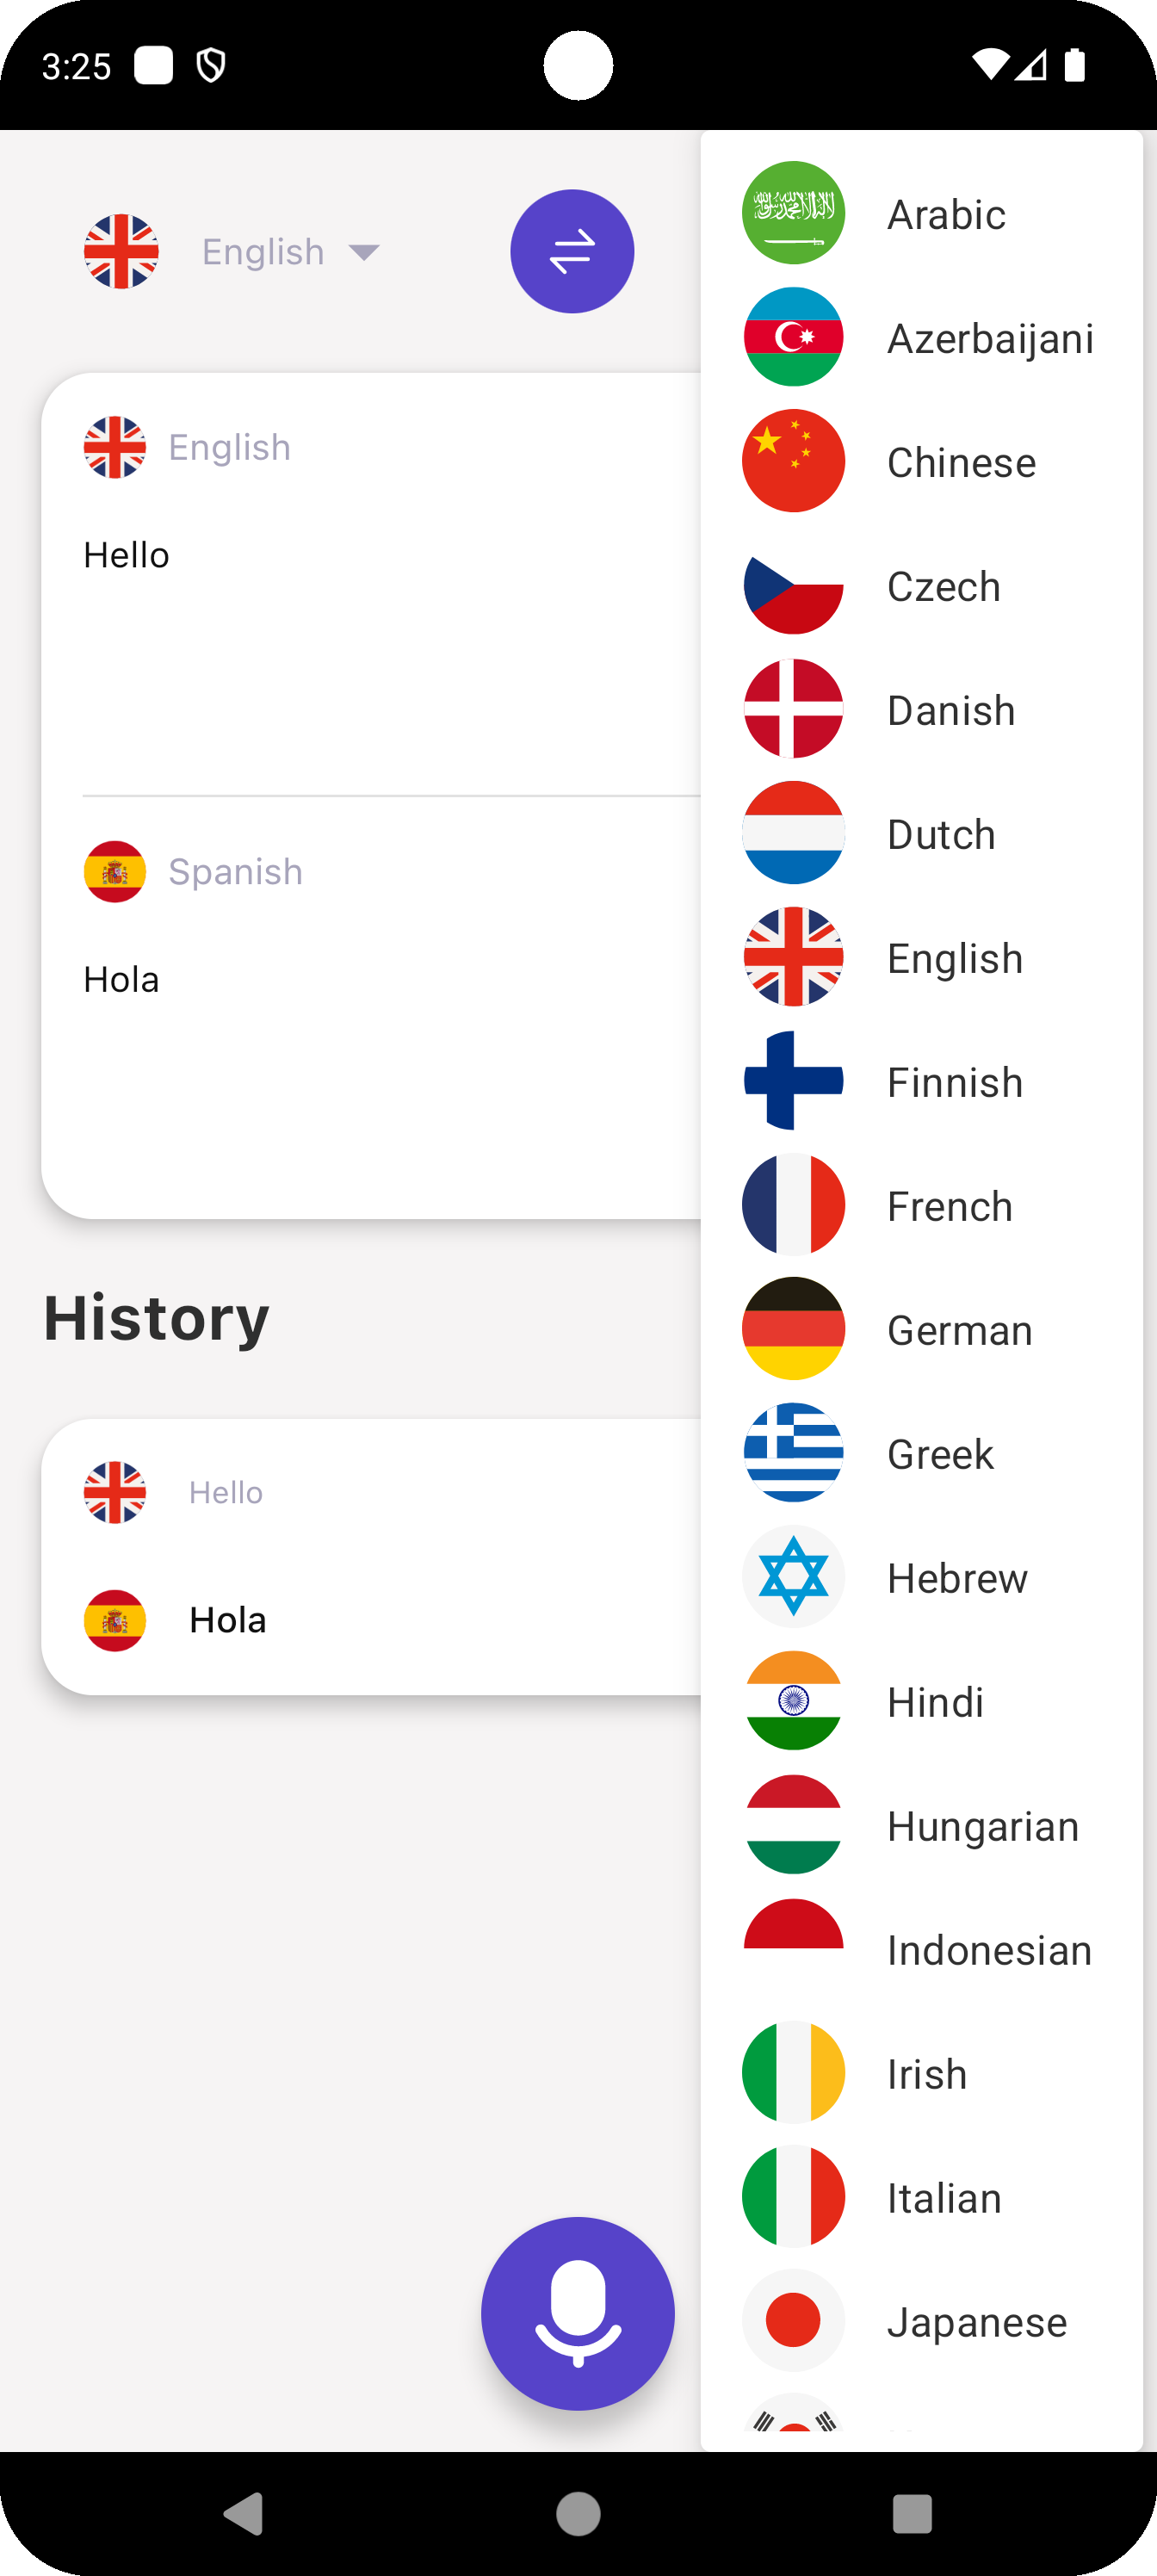 3:25
English
English
Hello
Spanish
Hola
History
Hello
Hola
Arabic
Azerbaijani
Chinese
Czech
Danish
Dutch
English
Finnish
French
German
Greek
Hebrew
Hindi
Hungarian
Indonesian
Irish
Italian
Japanese